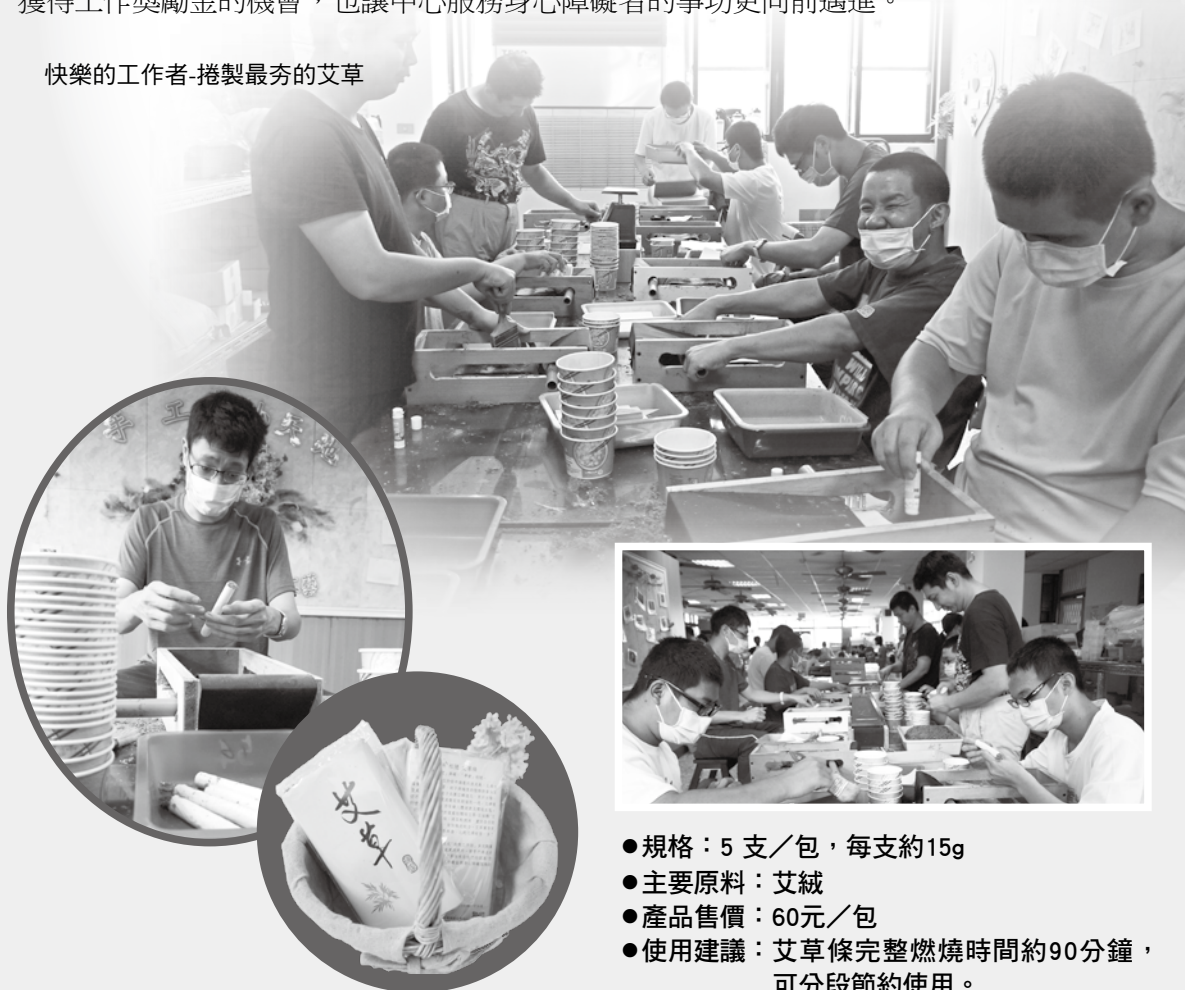 獲得工作獎勵金的機會，也讓中心服務身心障礙者的事功更向前邁進。
快樂的工作者-捲製最夯的艾草
手工
艾草
●規格：5 支／包，每支約15g
●主要原料：艾絨
●產品售價：60元／包
●使用建議：艾草條完整燃燒時間約90分鐘，
可分段節約使用。